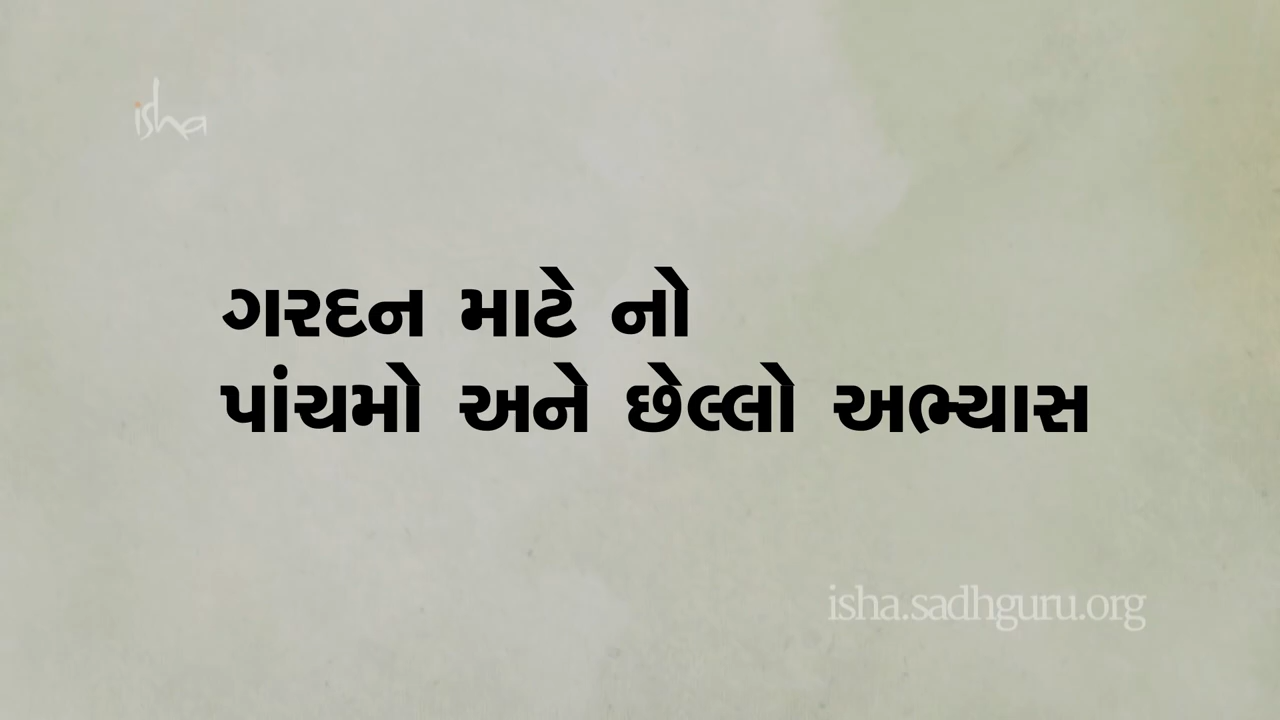 isha
ગરદન માટે નો
પાંચમો અને છેલ્લો અભ્યાસ
isha.sadhguru.org